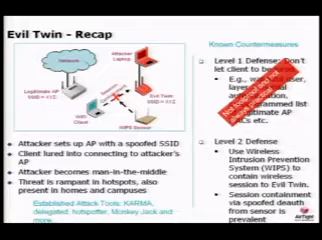 Evil Twin - Recap
Known Countermeasures
Network
Attacker Laptop
Legitimate AP
SSID = XYZ
Evil Twin
SSID = XYZ
WiFi Client
WIPS Sensor
Level 1 Defense: Don't let client to be
E.g.,
list
AP
etc.
Attacker sets up AP with a spoofed SSID
Client lured into connecting to attacker's AP
Attacker becomes man-in-the-middle
Threat is rampant in hotspots, also present in homes and campuses
Established Attack Tools: KARMA, delegated, hotspotter, Monkey Jack and more...
Level 2 Defense
Use Wireless Intrusion Prevention System (WIPS) to contain wireless session to Evil Twin.
Session containment via spoofed deauth from sensor is prevalent
AirTight